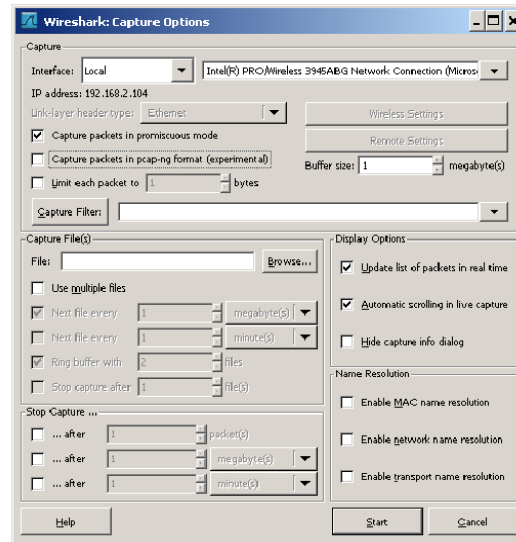 Wireshark: Capture Options
Capture
Interface: Local Intel(R) PRO/Wireless 3945ABG Network Connection (Micros
IP address: 192.168.2.104
Link-layer header type: Ethernet Wireless Settings
Capture packets in promiscuous mode Remote Settings
Capture packets in pcap-ng format (experimental) Buffer size: 1 megabyte(s)
Limit each packet to 1 bytes
Capture Filter:
Capture File(s)
File: Browse...
Use multiple files
Next file every 1 megabyte(s)
Next file every 1 minute(s)
Ring buffer with 2 files
Stop capture after 1 file(s)
Stop Capture ...
... after 1 packet(s)
... after 1 megabyte(s)
... after 1 minute(s)
Display Options
Update list of packets in real time
Automatic scrolling in live capture
Hide capture info dialog
Name Resolution
Enable MAC name resolution
Enable network name resolution
Enable transport name resolution
Help Start Cancel